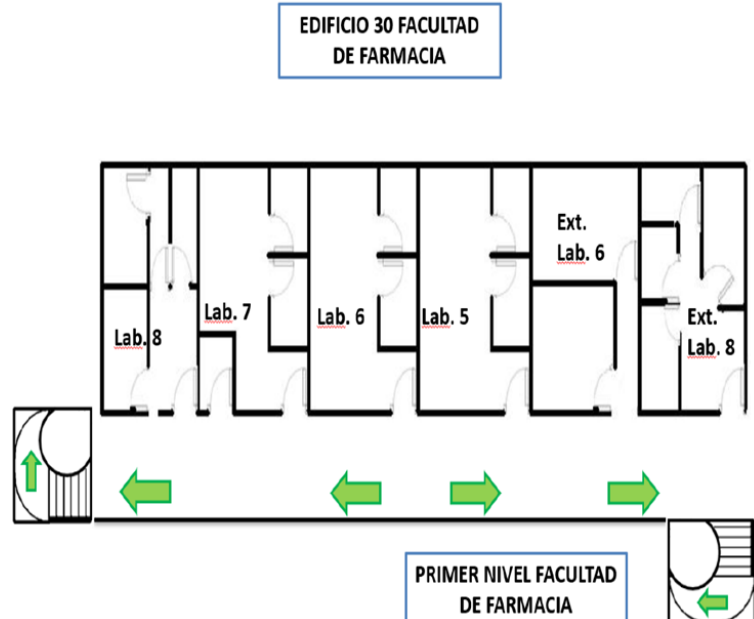 EDIFICIO 30 FACULTAD
DE FARMACIA
Ext.
Lab. 6
Lab. 7
Lab. 6
Lab. 5
Ext.
Lab. 8
Lab. 8
PRIMER NIVEL FACULTAD
DE FARMACIA